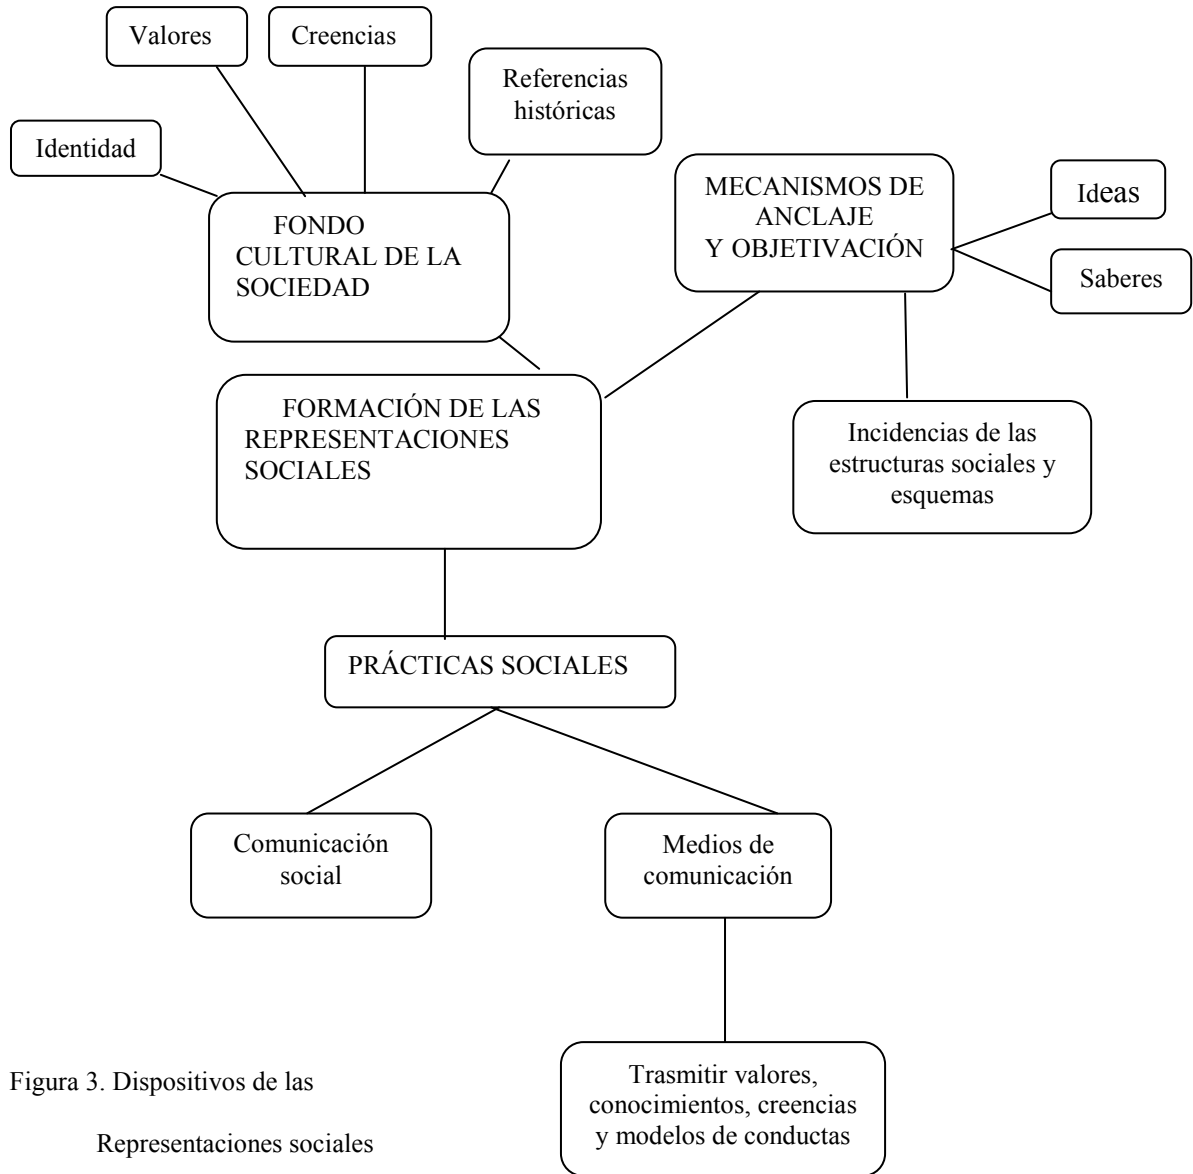 Valores
Creencias
Referencias
históricas
Identidad
FONDO
CULTURAL DE LA
SOCIEDAD
MECANISMOS DE
ANCLAJE
Y OBJETIVACIÓN
Ideas
Saberes
FORMACIÓN DE LAS
REPRESENTACIONES
SOCIALES
Incidencias de las
estructuras sociales y
esquemas
PRÁCTICAS SOCIALES
Comunicación
social
Medios de
comunicación
Trasmitir valores,
conocimientos, creencias
y modelos de conductas
Figura 3. Dispositivos de las
Representaciones sociales